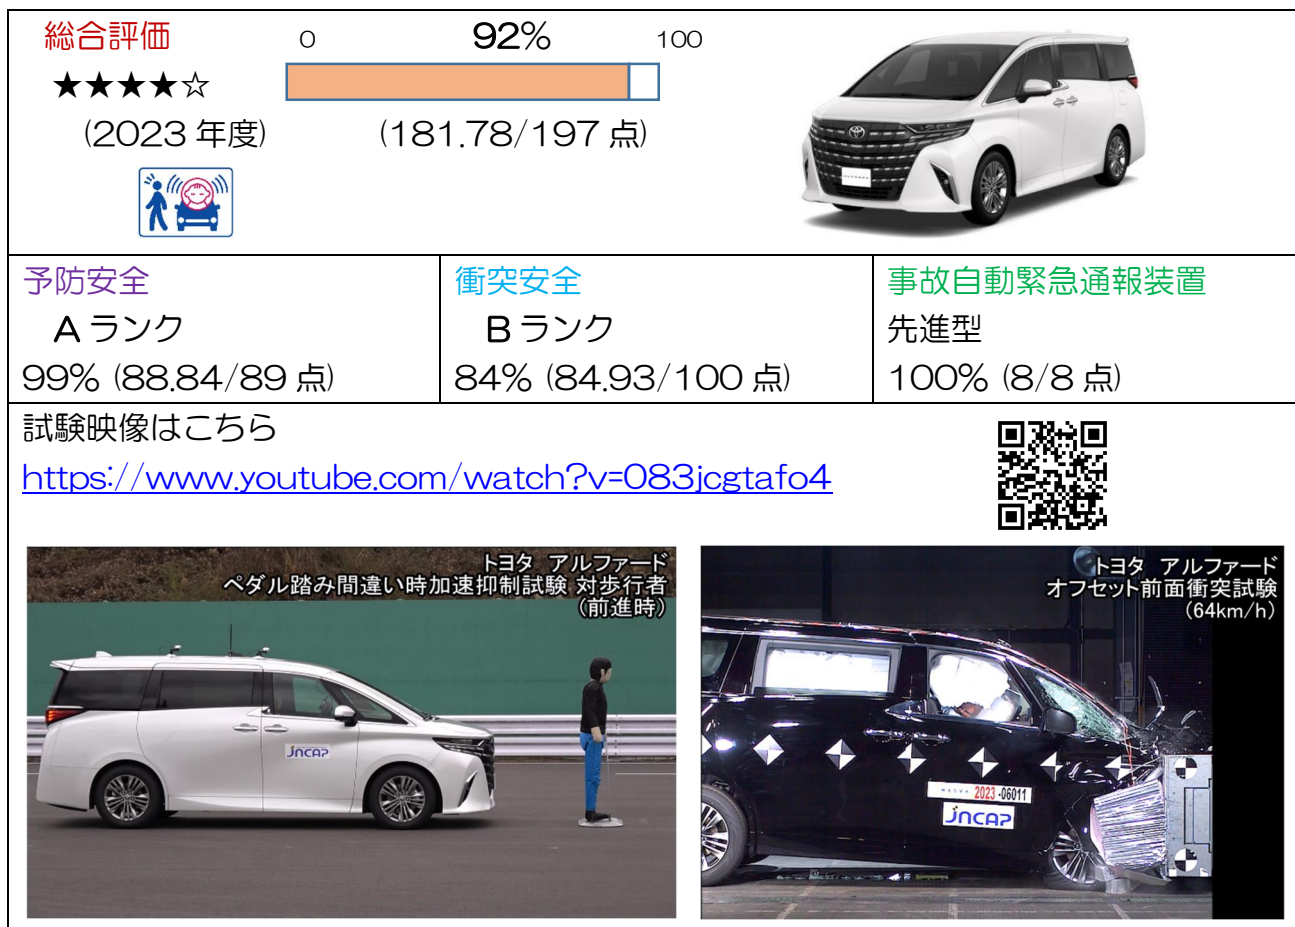 総合評価
0 92% 100
★★★★☆
(2023 年度)
(181.78/197 点)
予防安全
A ランク
99% (88.84/89 点)
衝突安全
B ランク
84% (84.93/100 点)
事故自動緊急通報装置
先進型
100% (8/8 点)
試験映像はこちら
https://www.youtube.com/watch?v=083jcgtafo4
トヨタ アルファード
ペダル踏み間違い時加速抑制試験 対歩行者
(前進時)
JNCAP
トヨタ アルファード
オフセット前面衝突試験
(64km/h)
NASVA 2023-06011
JNCAP